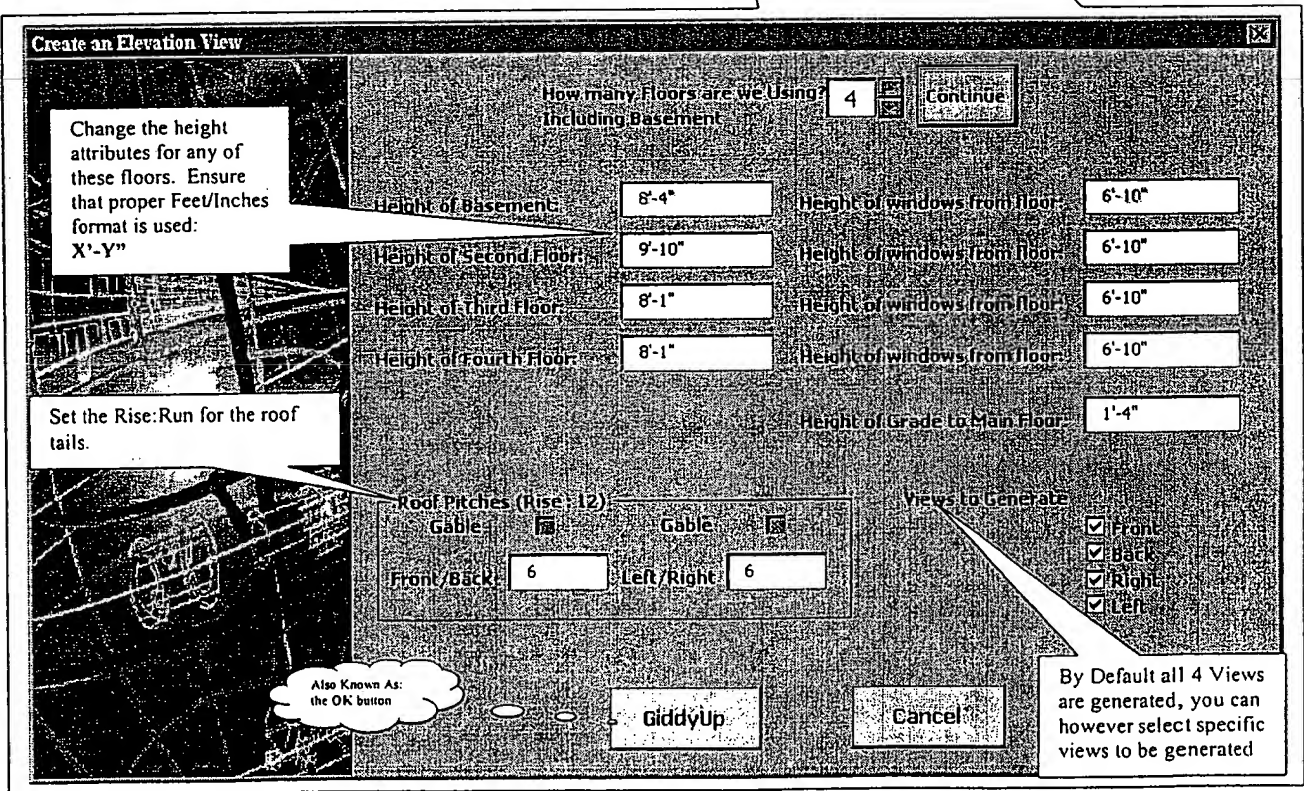 Create an Elevation View
How many Floors are we Using? 4 Continue
Including Basement
Change the height
attributes for any of
these floors. Ensure
that proper Feet/Inches
format is used:
X'-Y"
Height of Basement: 8'-4" Height of windows from floor: 6'-10"
Height of Second Floor: 9'-10" Height of windows from floor: 6'-10"
Height of Third Floor: 8'-1" Height of windows from floor: 6'-10"
Height of Fourth Floor: 8'-1" Height of windows from floor: 6'-10"
Height of Grade to Main Floor: 1'-4"
Set the Rise:Run for the roof
tails.
Roof Pitches (Rise - 12)
Gable Gable
Front/Back: 6 Left/Right 6
Views to Generate
Front
Back
Right
Left
Also Known As:
the OK button
GiddyUp Cancel
By Default all 4 Views
are generated, you can
however select specific
views to be generated